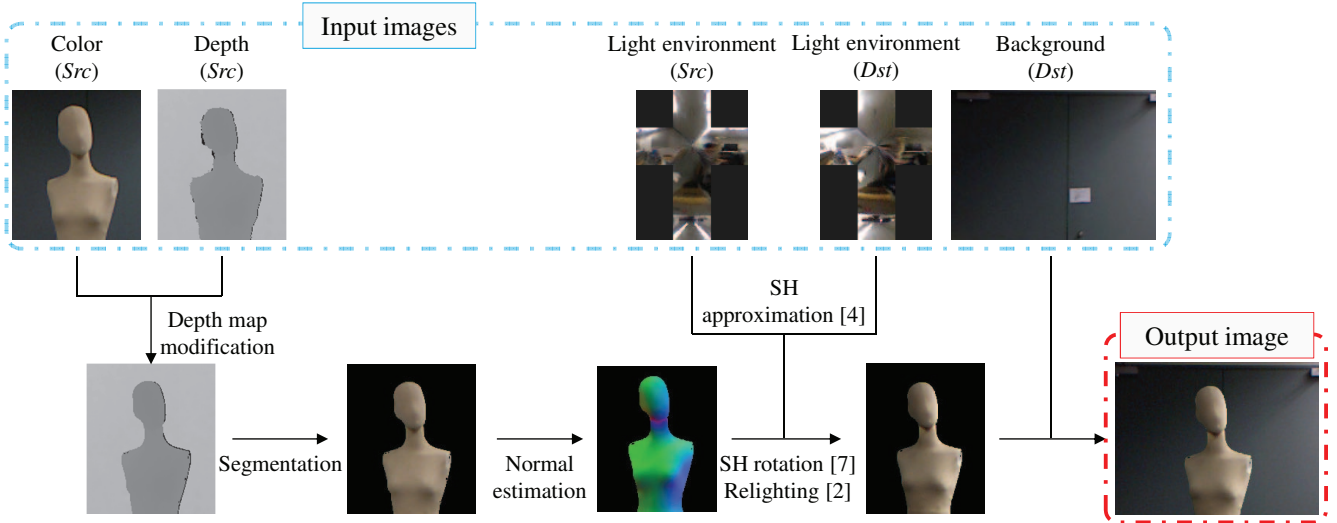 Input images
Color
(Src)
Depth
(Src)
Light environment
(Src)
Light environment
(Dst)
Background
(Dst)
SH
approximation [4]
Depth map
modification
Output image
Segmentation
Normal
estimation
SH rotation [7]
Relighting [2]